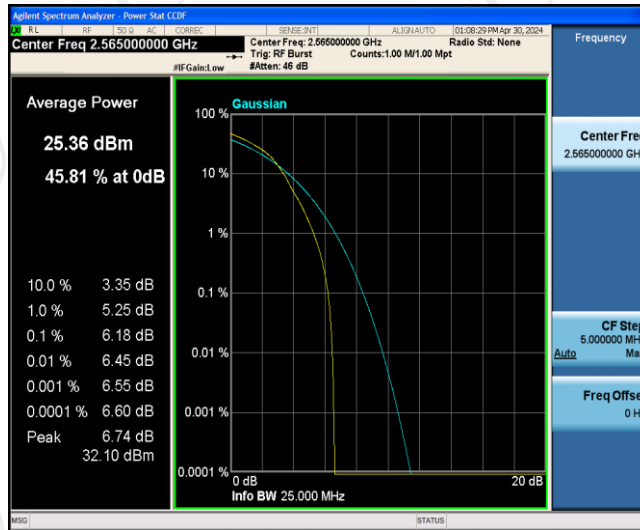 Agilent Spectrum Analyzer - Power Stat CCDF
RL RF 50 Ω AC CORREC SENSE:INT ALIGNAUTO 01:08:29 PM Apr 30, 2024
Center Freq 2.565000000 GHz
Center Freq: 2.565000000 GHz Radio Std: None
Trig: RF Burst Counts:1.00 M/1.00 Mpt
#IFGain:Low #Atten: 46 dB
Frequency
Average Power
25.36 dBm
45.81 % at 0dB
10.0 % 3.35 dB
1.0 % 5.25 dB
0.1 % 6.18 dB
0.01 % 6.45 dB
0.001 % 6.55 dB
0.0001 % 6.60 dB
Peak 6.74 dB
32.10 dBm
Gaussian
100 %
10 %
1 %
0.1 %
0.01 %
0.001 %
0.0001 %
0 dB 20 dB
Info BW 25.000 MHz
Center Fre
2.565000000 GH
CF Step
5.000000 MH
Auto Ma
Freq Offse
0 H
MSG STATUS